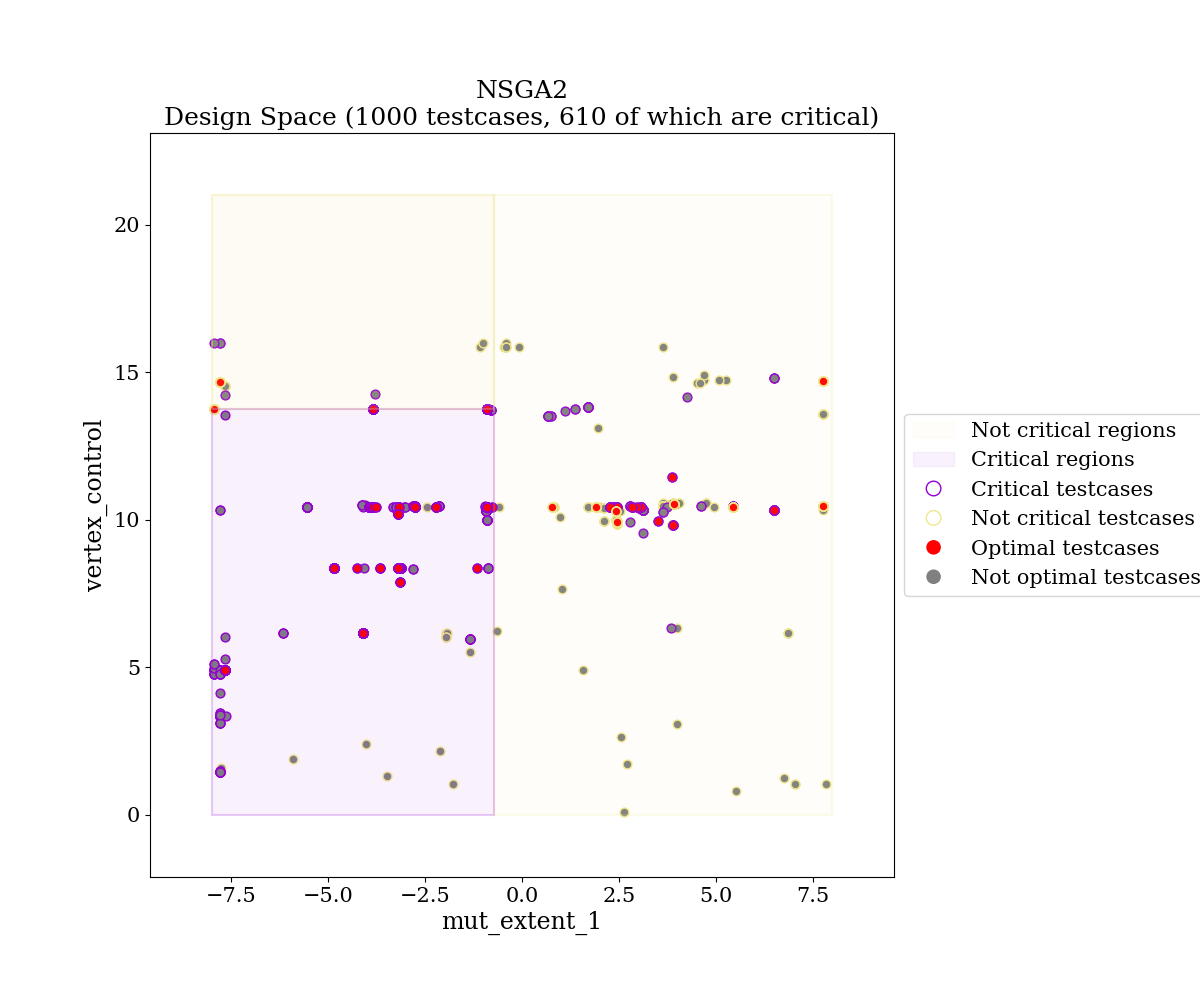 NSGA2
Design Space (1000 testcases, 610 of which are critical)
20
15
10
5
0
vertex_control
−7.5 −5.0 −2.5 0.0 2.5 5.0 7.5
mut_extent_1
Not critical regions
Critical regions
Critical testcases
Not critical testcases
Optimal testcases
Not optimal testcases